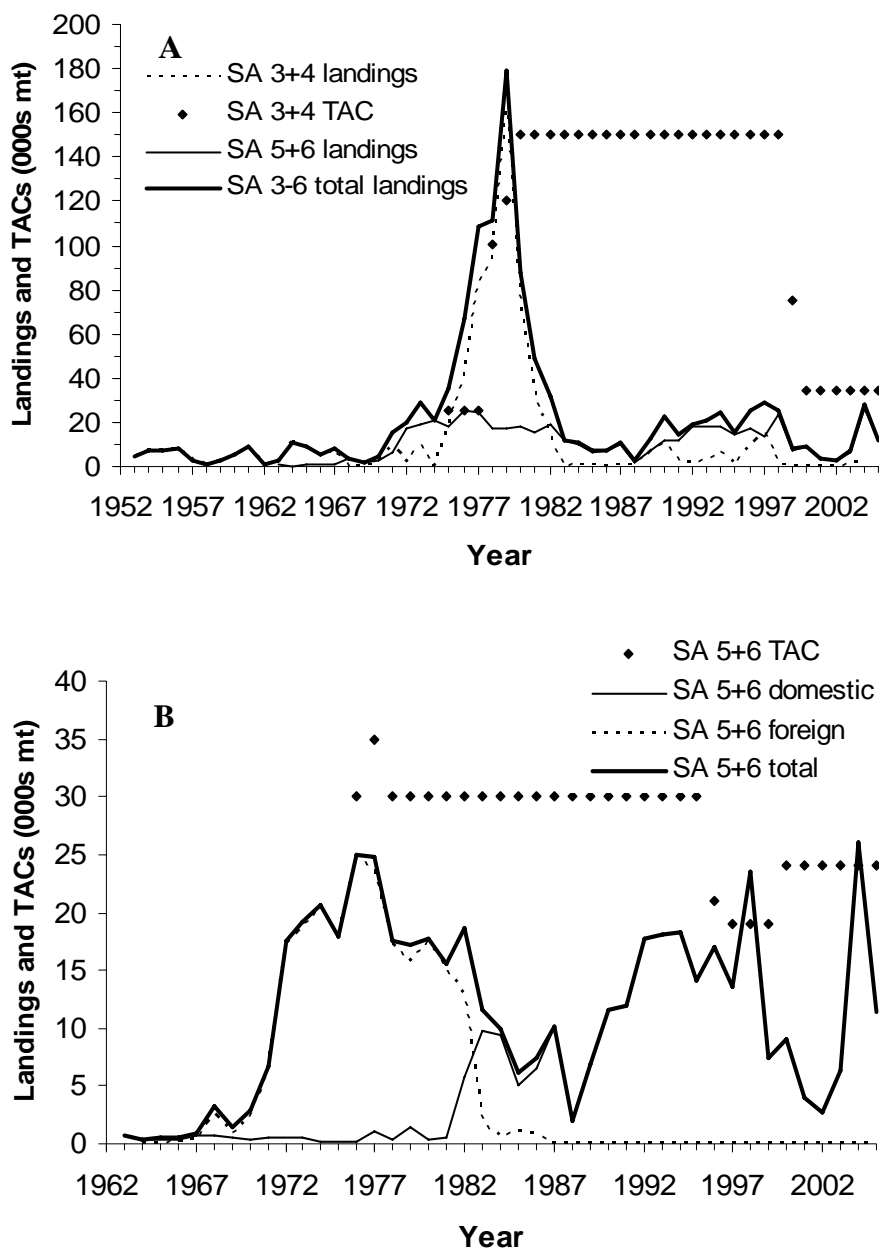 A
SA 3+4 landings
SA 3+4 TAC
SA 5+6 landings
SA 3-6 total landings
Landings and TACs (000s mt)
200
180
160
140
120
100
80
60
40
20
0
1952 1957 1962 1967 1972 1977 1982 1987 1992 1997 2002
Year
B
SA 5+6 TAC
SA 5+6 domestic
SA 5+6 foreign
SA 5+6 total
Landings and TACs (000s mt)
40
35
30
25
20
15
10
5
0
1962 1967 1972 1977 1982 1987 1992 1997 2002
Year